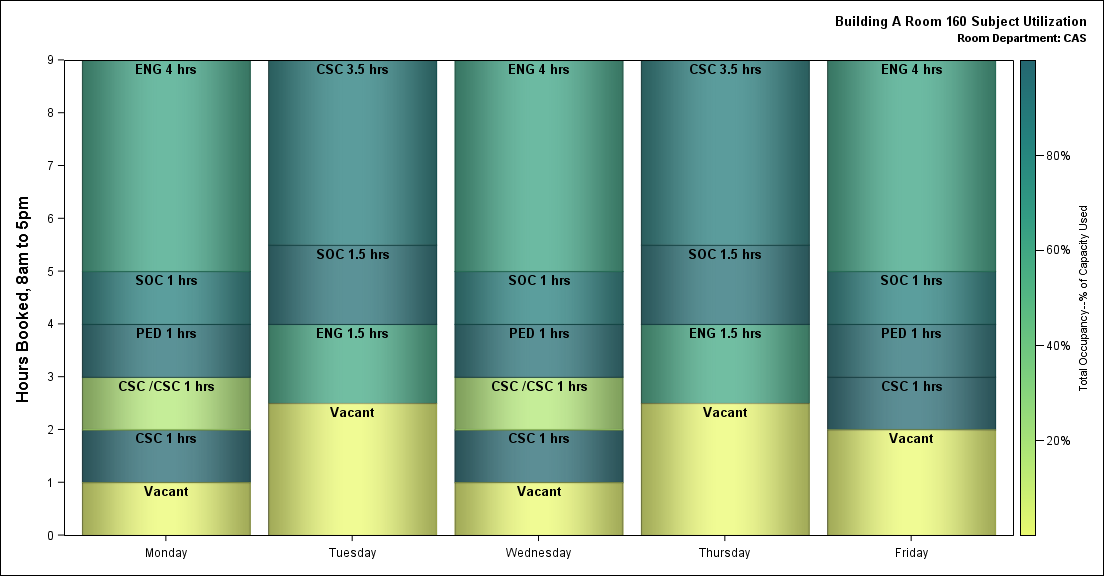 Building A Room 160 Subject Utilization
Room Department: CAS
Hours Booked, 8am to 5pm
9
8
7
6
5
4
3
2
1
0
ENG 4 hrs
SOC 1 hrs
PED 1 hrs
CSC /CSC 1 hrs
CSC 1 hrs
Vacant
Monday
CSC 3.5 hrs
SOC 1.5 hrs
ENG 1.5 hrs
Vacant
Tuesday
ENG 4 hrs
SOC 1 hrs
PED 1 hrs
CSC /CSC 1 hrs
CSC 1 hrs
Vacant
Wednesday
CSC 3.5 hrs
SOC 1.5 hrs
ENG 1.5 hrs
Vacant
Thursday
ENG 4 hrs
SOC 1 hrs
PED 1 hrs
CSC 1 hrs
Vacant
Friday
80%
60%
40%
20%
Total Occupancy--% of Capacity Used